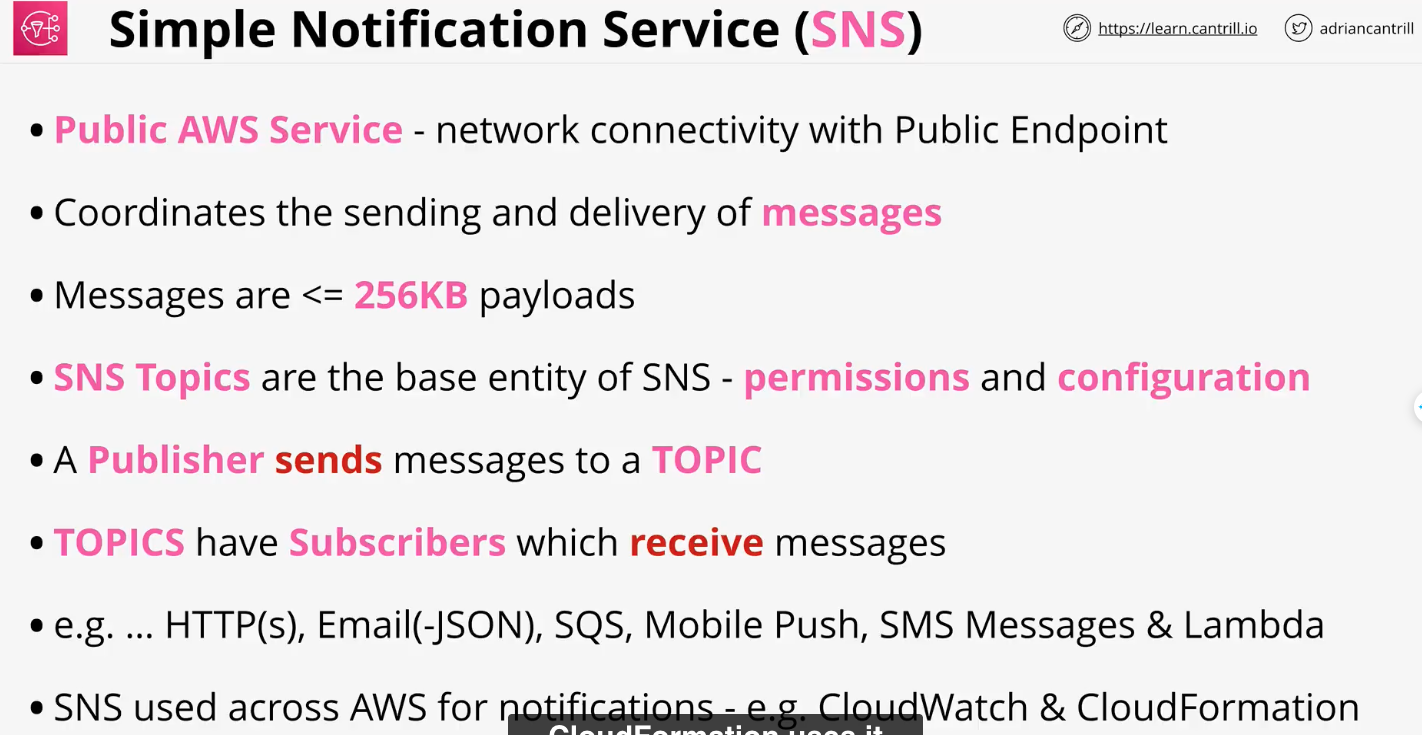 Simple Notification Service (SNS)
https://learn.cantrill.io
adriancantrill
• Public AWS Service - network connectivity with Public Endpoint
• Coordinates the sending and delivery of messages
• Messages are <= 256KB payloads
• SNS Topics are the base entity of SNS - permissions and configuration
• A Publisher sends messages to a TOPIC
• TOPICS have Subscribers which receive messages
• e.g. ... HTTP(s), Email(-JSON), SQS, Mobile Push, SMS Messages & Lambda
• SNS used across AWS for notifications - e.g. CloudWatch & CloudFormation
CloudFormation uses it